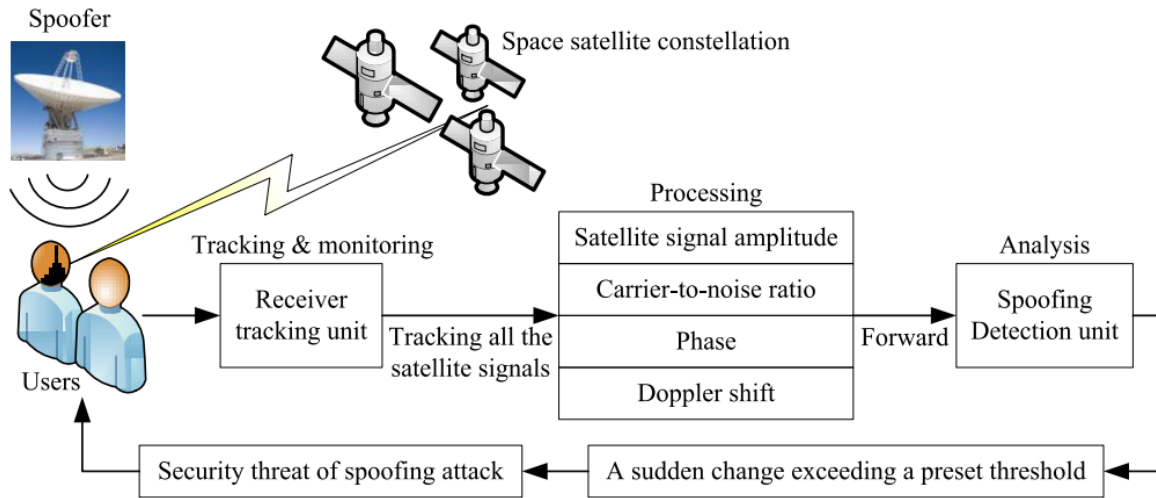 Spoofer
Space satellite constellation
Processing
Satellite signal amplitude
Tracking & monitoring
Analysis
Carrier-to-noise ratio
Receiver
tracking unit
Spoofing
Detection unit
Tracking all the
satellite signals
Phase
Forward
Users
Doppler shift
Security threat of spoofing attack
A sudden change exceeding a preset threshold